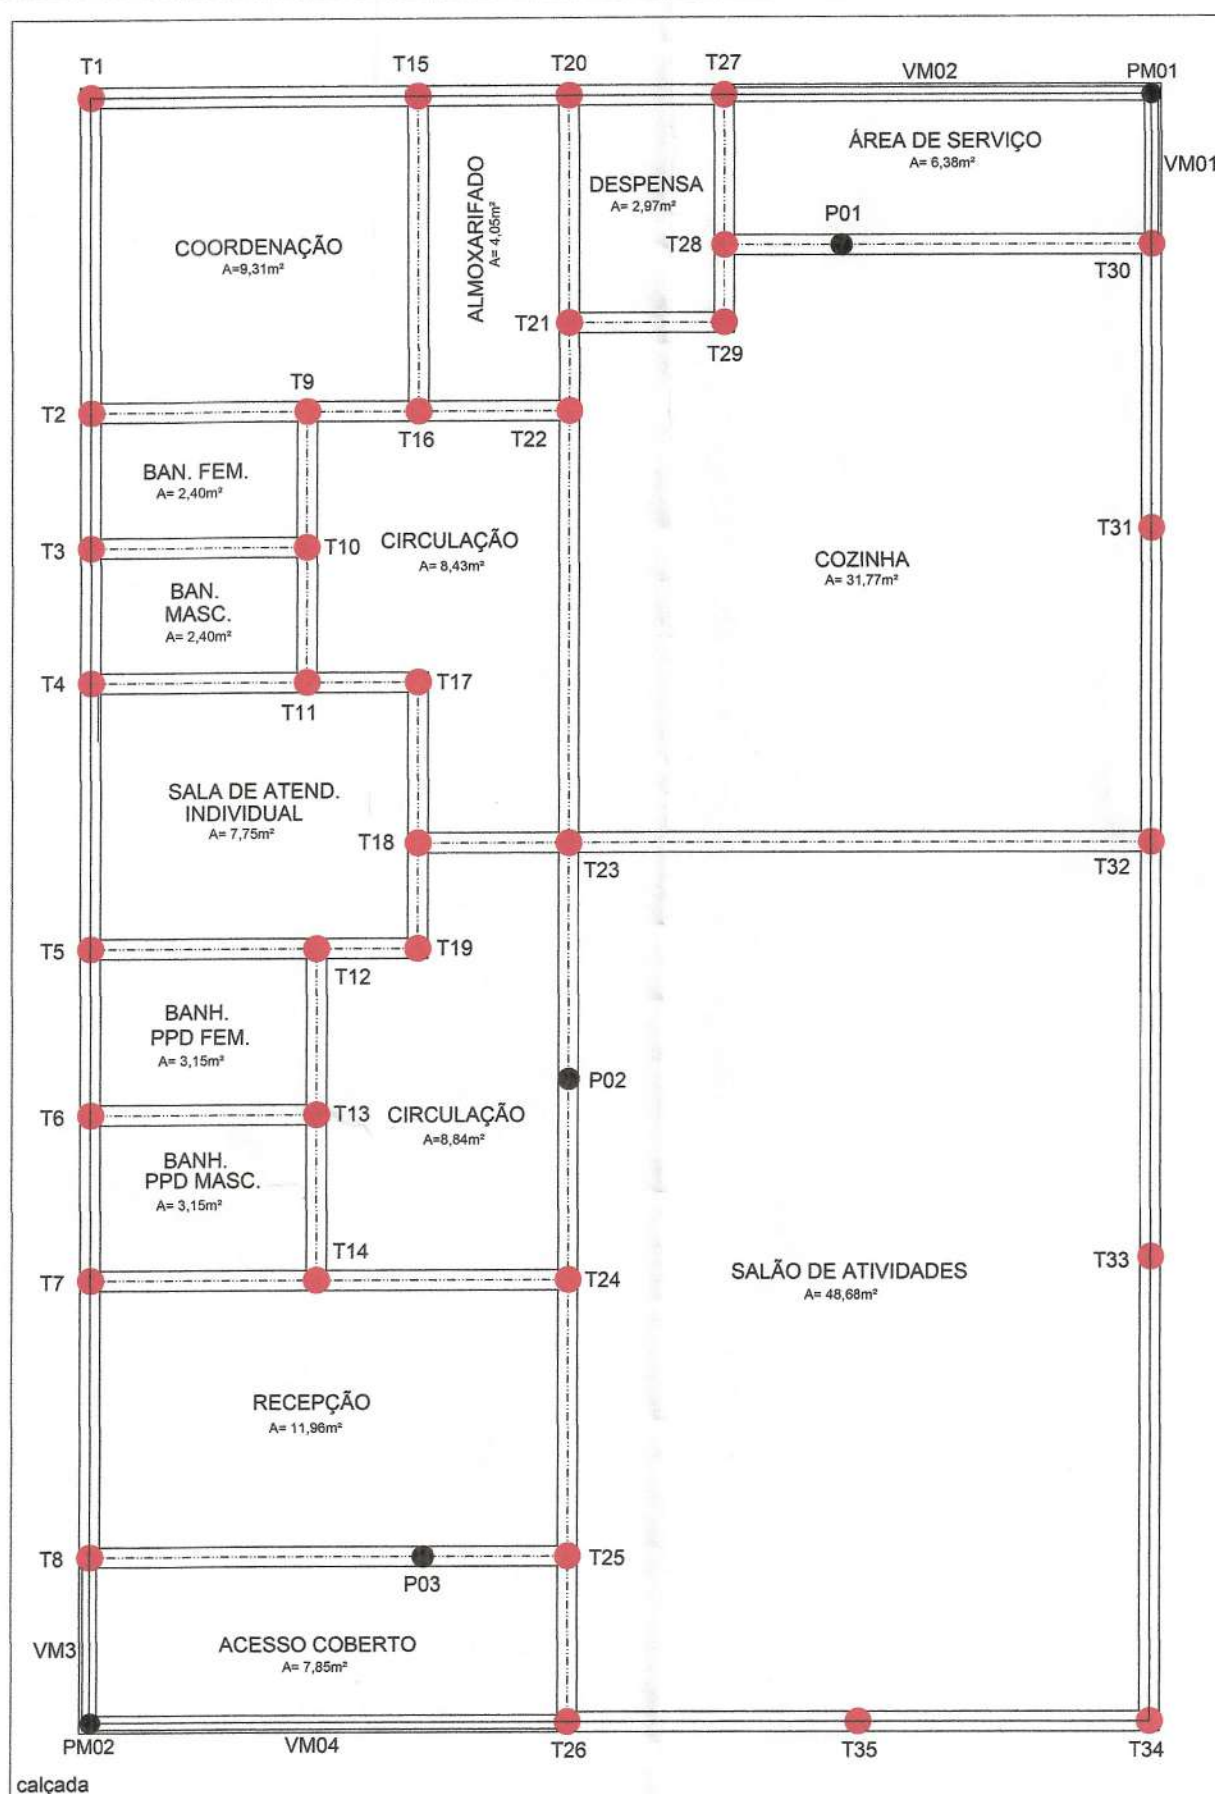 T1
T15
T20
T27
VM02
PM01
ÁREA DE SERVIÇO
A= 6,38m²
VM01
ALMOXARIFADO
A= 4,05m²
DESPENSA
A= 2,97m²
P01
COORDENAÇÃO
A=9,31m²
T28
T30
T21
T29
T9
T2
T16
T22
BAN. FEM.
A= 2,40m²
T31
T3
T10
CIRCULAÇÃO
A= 8,43m²
COZINHA
A= 31,77m²
BAN.
MASC.
A= 2,40m²
T4
T17
T11
SALA DE ATEND.
INDIVIDUAL
A= 7,75m²
T18
T23
T32
T5
T19
T12
BANH.
PPD FEM.
A= 3,15m²
P02
T6
T13
CIRCULAÇÃO
A=8,84m²
BANH.
PPD MASC.
A= 3,15m²
T14
T33
T7
T24
SALÃO DE ATIVIDADES
A= 48,68m²
RECEPÇÃO
A= 11,96m²
T8
T25
P03
VM3
ACESSO COBERTO
A= 7,85m²
PM02
VM04
T26
T35
T34
calçada